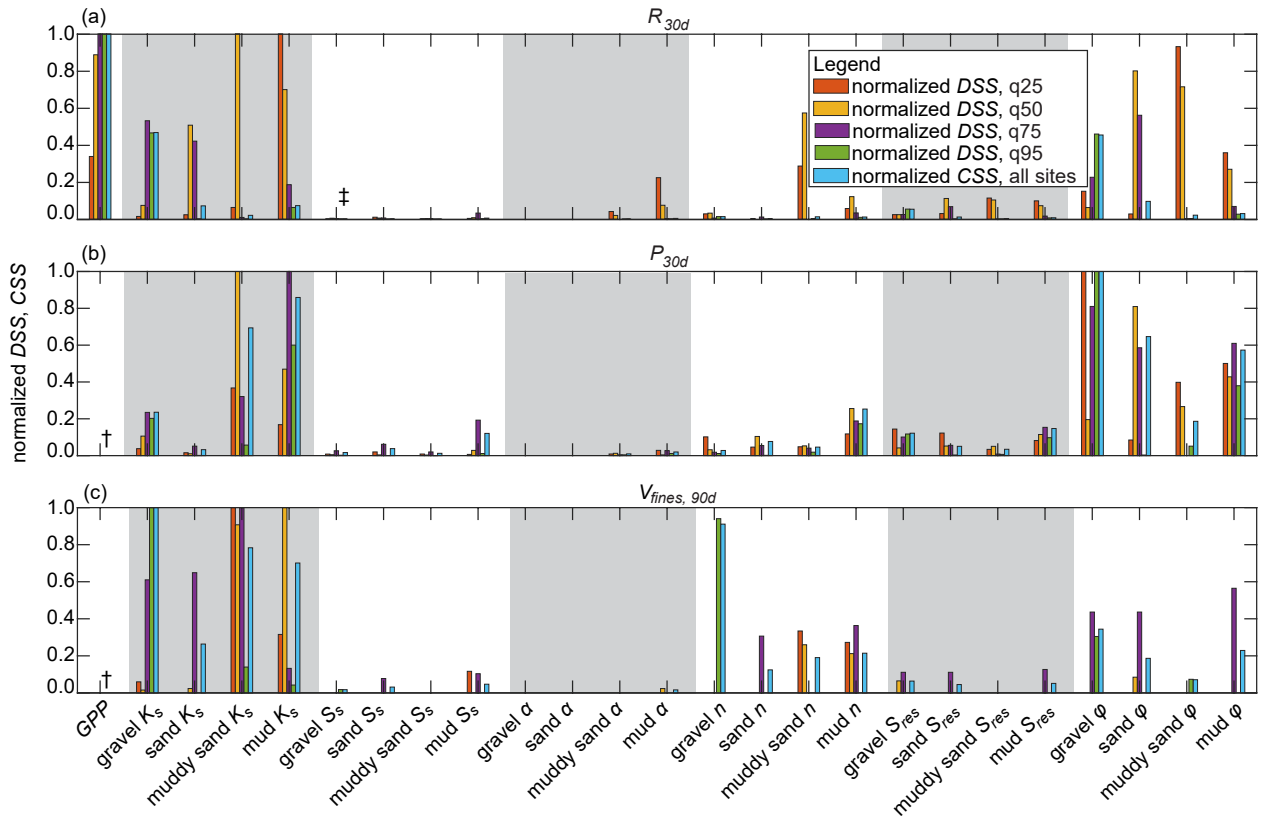 (a)
R30d
1.0
0.8
0.6
0.4
0.2
0.0
‡
Legend
normalized DSS, q25
normalized DSS, q50
normalized DSS, q75
normalized DSS, q95
normalized CSS, all sites
(b)
P30d
normalized DSS, CSS
1.0
0.8
0.6
0.4
0.2
0.0
†
(c)
Vfines, 90d
1.0
0.8
0.6
0.4
0.2
0.0
†
GPP
gravel Ks
sand Ks
muddy sand Ks
mud Ks
gravel Ss
sand Ss
muddy sand Ss
mud Ss
gravel α
sand α
muddy sand α
mud α
gravel n
sand n
muddy sand n
mud n
gravel Sres
sand Sres
muddy sand Sres
mud Sres
gravel φ
sand φ
muddy sand φ
mud φ